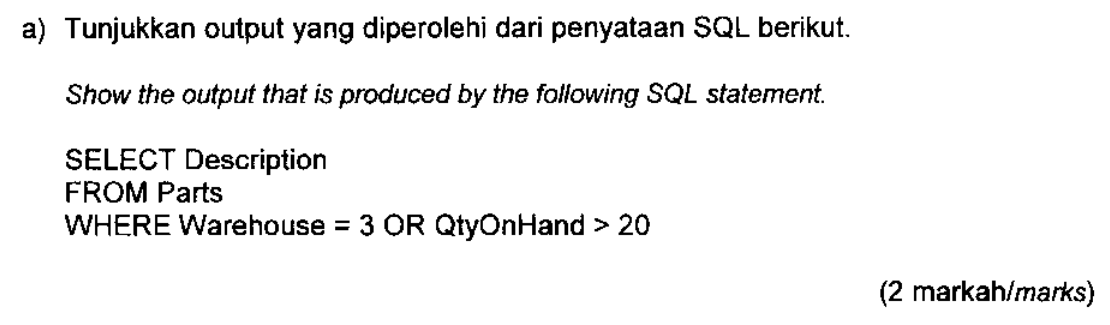 a) Tunjukkan output yang diperolehi dari penyataan SQL berikut.
Show the output that is produced by the following SQL statement.
SELECT Description
FROM Parts
WHERE Warehouse = 3 OR QtyOnHand > 20
(2 markah/marks)